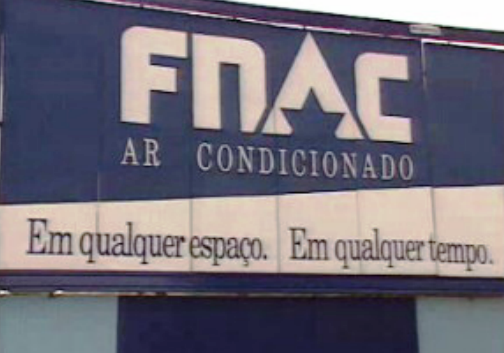 FNAC
AR CONDICIONADO
Em qualquer espaço. Em qualquer tempo.